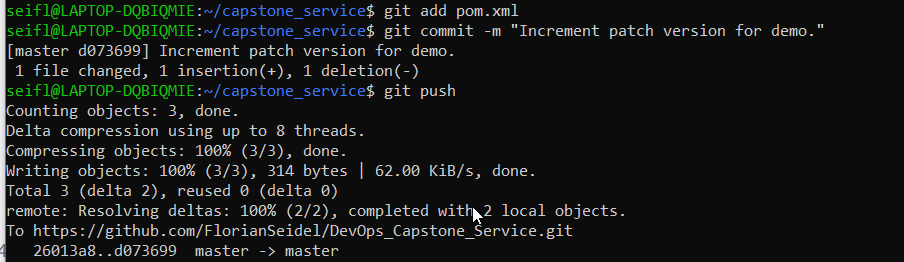 seifl@LAPTOP-DQBIQMIE:~/capstone_service$ git add pom.xml
seifl@LAPTOP-DQBIQMIE:~/capstone_service$ git commit -m "Increment patch version for demo."
[master d073699] Increment patch version for demo.
 1 file changed, 1 insertion(+), 1 deletion(-)
seifl@LAPTOP-DQBIQMIE:~/capstone_service$ git push
Counting objects: 3, done.
Delta compression using up to 8 threads.
Compressing objects: 100% (3/3), done.
Writing objects: 100% (3/3), 314 bytes | 62.00 KiB/s, done.
Total 3 (delta 2), reused 0 (delta 0)
remote: Resolving deltas: 100% (2/2), completed with 2 local objects.
To https://github.com/FlorianSeidel/DevOps_Capstone_Service.git
   26013a8..d073699  master -> master